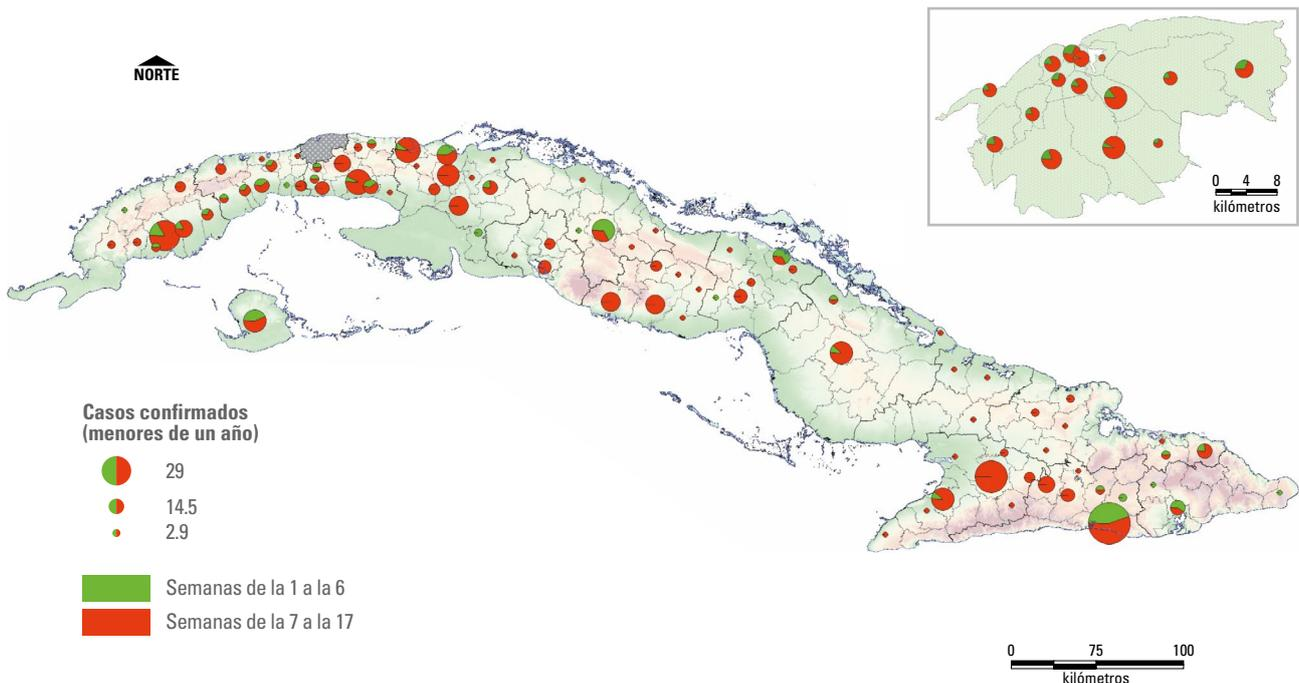 NORTE
0 4 8
kilómetros
Casos confirmados
(menores de un año)
29
14.5
2.9
Semanas de la 1 a la 6
Semanas de la 7 a la 17
0 75 100
kilómetros